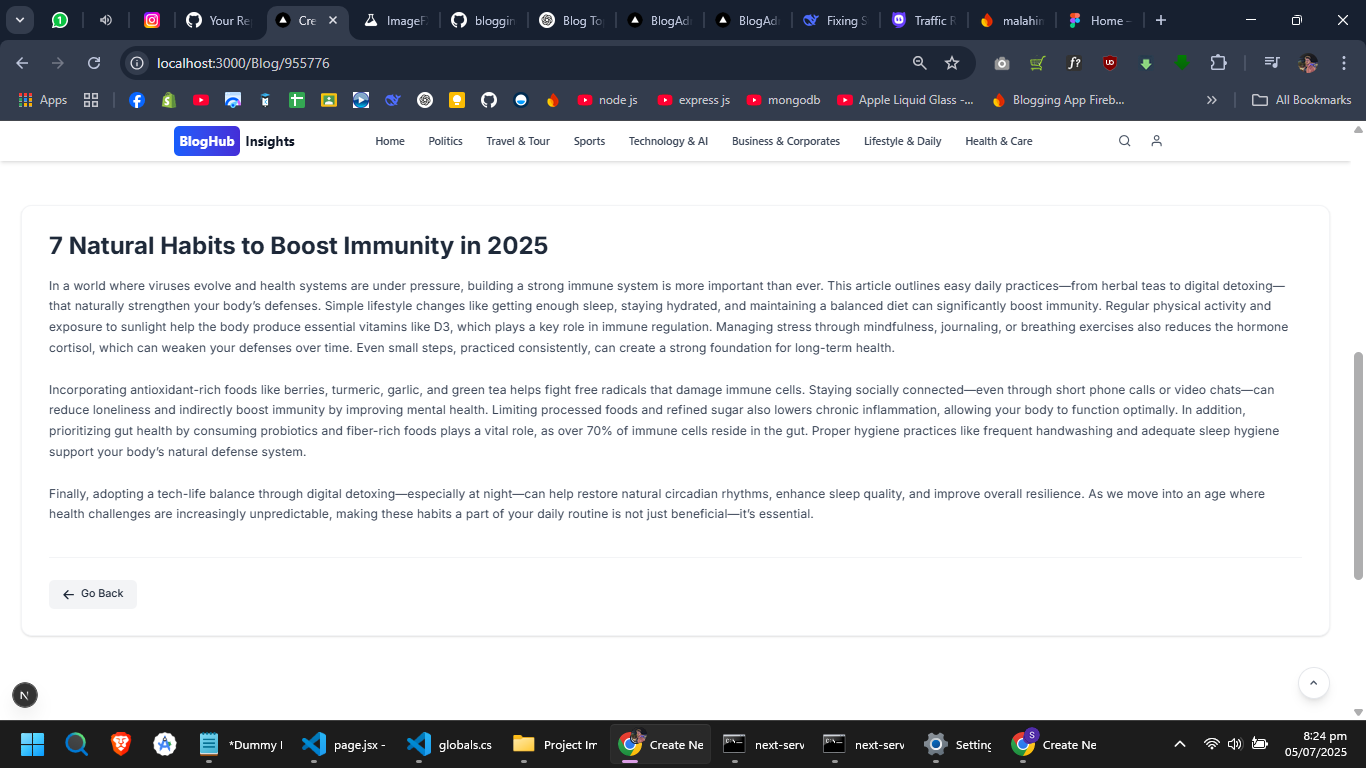 1
Your Re
Cre
ImageF
bloggin
Blog To
BlogAd
BlogAd
Fixing S
Traffic R
malahin
Home –
localhost:3000/Blog/955776
f?
UD
Apps
node js
express js
mongodb
Apple Liquid Glass -...
Blogging App Fireb...
»
All Bookmarks
BlogHub Insights
Home
Politics
Travel & Tour
Sports
Technology & AI
Business & Corporates
Lifestyle & Daily
Health & Care
7 Natural Habits to Boost Immunity in 2025
In a world where viruses evolve and health systems are under pressure, building a strong immune system is more important than ever. This article outlines easy daily practices—from herbal teas to digital detoxing—
that naturally strengthen your body’s defenses. Simple lifestyle changes like getting enough sleep, staying hydrated, and maintaining a balanced diet can significantly boost immunity. Regular physical activity and
exposure to sunlight help the body produce essential vitamins like D3, which plays a key role in immune regulation. Managing stress through mindfulness, journaling, or breathing exercises also reduces the hormone
cortisol, which can weaken your defenses over time. Even small steps, practiced consistently, can create a strong foundation for long-term health.
Incorporating antioxidant-rich foods like berries, turmeric, garlic, and green tea helps fight free radicals that damage immune cells. Staying socially connected—even through short phone calls or video chats—can
reduce loneliness and indirectly boost immunity by improving mental health. Limiting processed foods and refined sugar also lowers chronic inflammation, allowing your body to function optimally. In addition,
prioritizing gut health by consuming probiotics and fiber-rich foods plays a vital role, as over 70% of immune cells reside in the gut. Proper hygiene practices like frequent handwashing and adequate sleep hygiene
support your body’s natural defense system.
Finally, adopting a tech-life balance through digital detoxing—especially at night—can help restore natural circadian rhythms, enhance sleep quality, and improve overall resilience. As we move into an age where
health challenges are increasingly unpredictable, making these habits a part of your daily routine is not just beneficial—it’s essential.
Go Back
N
*Dummy
page.jsx -
globals.cs
Project Im
Create Ne
next-serv
next-serv
Setting
S
Create Ne
8:24 pm
05/07/2025